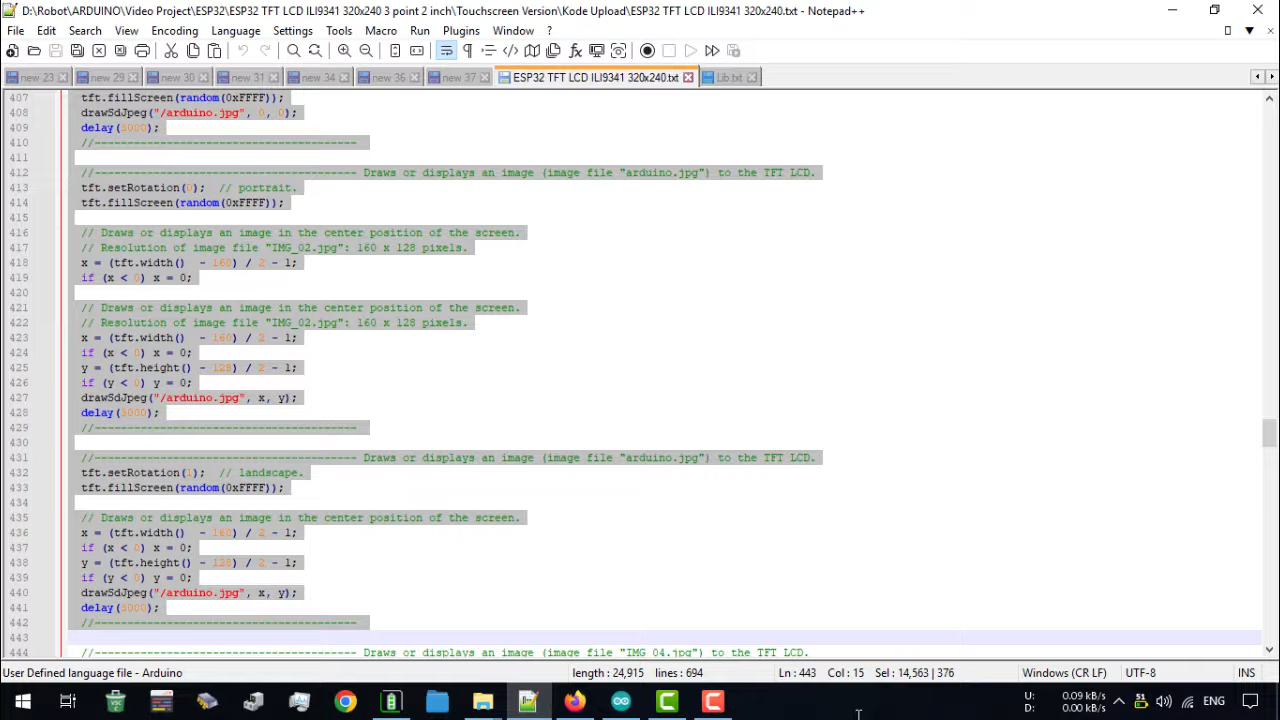 D:\Robot\ARDUINO\Video Project\ESP32\ESP32 TFT LCD ILI9341 320x240 3 point 2 inch\Touchscreen Version\Kode Upload\ESP32 TFT LCD ILI9341 320x240.txt - Notepad++
File Edit Search View Encoding Language Settings Tools Macro Run Plugins Window ?
new 23 new 29 new 30 new 31 new 34 new 36 new 37 ESP32 TFT LCD ILI9341 320x240.txt Lib.txt
407 tft.fillScreen(random(0xFFFF));
408 drawSdJpeg("/arduino.jpg", 0, 0);
409 delay(3000);
410 //----------------------------------------
411
412 //---------------------------------------- Draws or displays an image (image file "arduino.jpg") to the TFT LCD.
413 tft.setRotation(0); // portrait.
414 tft.fillScreen(random(0xFFFF));
415
416 // Draws or displays an image in the center position of the screen.
417 // Resolution of image file "IMG_02.jpg": 160 x 128 pixels.
418 x = (tft.width() - 160) / 2 - 1;
419 if (x < 0) x = 0;
420
421 // Draws or displays an image in the center position of the screen.
422 // Resolution of image file "IMG_02.jpg": 160 x 128 pixels.
423 x = (tft.width() - 160) / 2 - 1;
424 if (x < 0) x = 0;
425 y = (tft.height() - 128) / 2 - 1;
426 if (y < 0) y = 0;
427 drawSdJpeg("/arduino.jpg", x, y);
428 delay(3000);
429 //----------------------------------------
430
431 //---------------------------------------- Draws or displays an image (image file "arduino.jpg") to the TFT LCD.
432 tft.setRotation(1); // landscape.
433 tft.fillScreen(random(0xFFFF));
434
435 // Draws or displays an image in the center position of the screen.
436 x = (tft.width() - 160) / 2 - 1;
437 if (x < 0) x = 0;
438 y = (tft.height() - 128) / 2 - 1;
439 if (y < 0) y = 0;
440 drawSdJpeg("/arduino.jpg", x, y);
441 delay(3000);
442 //----------------------------------------
443
444 //---------------------------------------- Draws or displays an image (image file "IMG_04.jpg") to the TFT LCD.
User Defined language file - Arduino length : 24,915 lines : 694 Ln : 443 Col : 15 Sel : 14,563 | 376 Windows (CR LF) UTF-8 INS
U: 0.09 kB/s
D: 0.00 kB/s
51
ENG